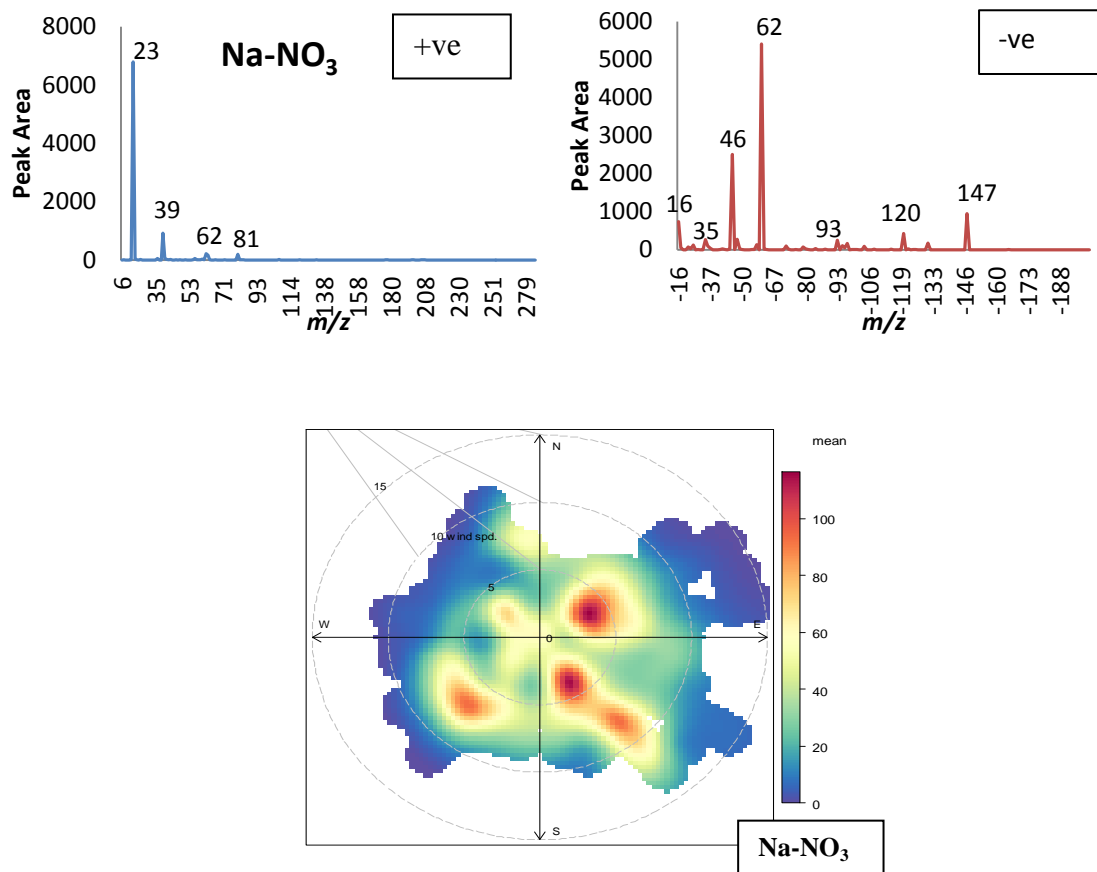 Na-NO3
+ve
Peak Area
8000
6000
4000
2000
0
23
39
62
81
6 35 53 71 93 114 138 158 180 208 230 251 279
m/z
-ve
Peak Area
6000
5000
4000
3000
2000
1000
0
16
35
46
62
93
120
147
-16 -37 -50 -67 -93 -106 -119 -133 -146 -160 -173 -188
m/z
mean
N
15
10 wind spd.
5
W
0
E
S
100
80
60
40
20
0
Na-NO3